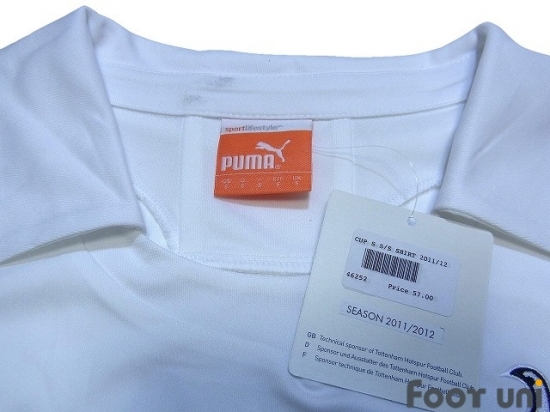 sportlifestyle
PUMA
CUP S S/S SHIRT 2011/12
46252 Price 57.00
SEASON 2011/2012
GB Technical sponsor of Tottenham Hotspur Football Club
D Sponsor und Ausstatter des Tottenham Hotspur Football Club
F Sponsor technique de Tottenham Hotspur Football Club
Foot uni